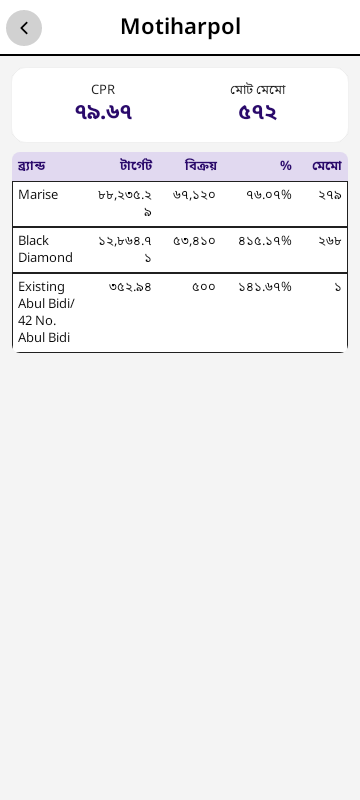 Motiharpol
CPR
৭৯.৬৭
মোট মেমো
৫৭২
ব্র্যান্ড টার্গেট বিক্রয় % মেমো
Marise ৮৮,২৩৫.২ ৬৭,১২০ ৭৬.০৭% ২৭৯
৯
Black ১২,৮৬৪.৭ ৫৩,৪১০ ৪১৫.১৭% ২৬৮
Diamond ১
Existing ৩৫২.৯৪ ৫০০ ১৪১.৬৭% ১
Abul Bidi/
42 No.
Abul Bidi